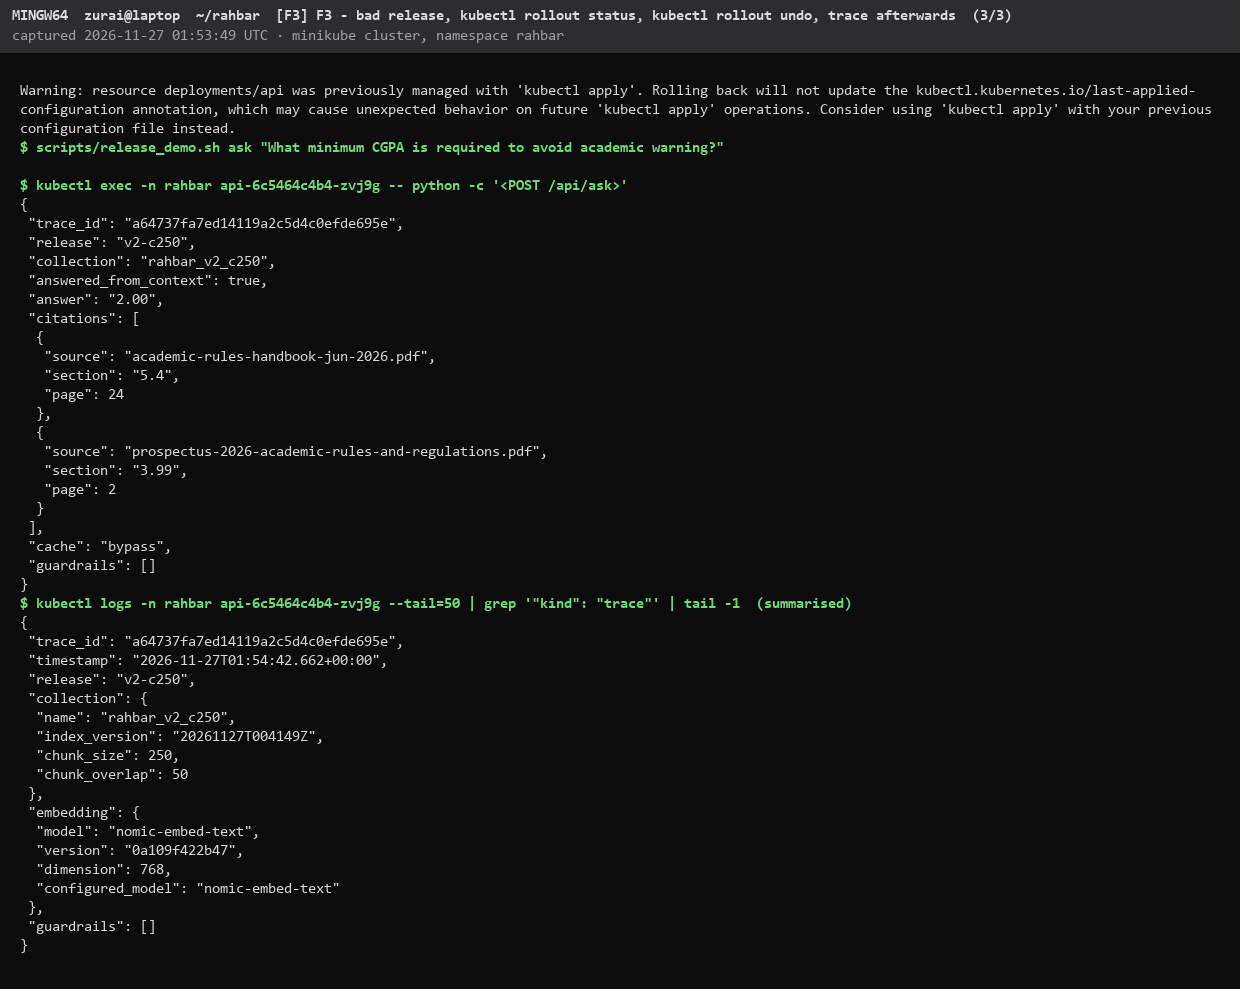 MINGW64  zurai@laptop  ~/rahbar  [F3] F3 - bad release, kubectl rollout status, kubectl rollout undo, trace afterwards  (3/3)
captured 2026-11-27 01:53:49 UTC · minikube cluster, namespace rahbar
Warning: resource deployments/api was previously managed with 'kubectl apply'. Rolling back will not update the kubectl.kubernetes.io/last-applied-
configuration annotation, which may cause unexpected behavior on future 'kubectl apply' operations. Consider using 'kubectl apply' with your previous
configuration file instead.
$ scripts/release_demo.sh ask "What minimum CGPA is required to avoid academic warning?"
$ kubectl exec -n rahbar api-6c5464c4b4-zvj9g -- python -c '<POST /api/ask>'
{
 "trace_id": "a64737fa7ed14119a2c5d4c0efde695e",
 "release": "v2-c250",
 "collection": "rahbar_v2_c250",
 "answered_from_context": true,
 "answer": "2.00",
 "citations": [
  {
   "source": "academic-rules-handbook-jun-2026.pdf",
   "section": "5.4",
   "page": 24
  },
  {
   "source": "prospectus-2026-academic-rules-and-regulations.pdf",
   "section": "3.99",
   "page": 2
  }
 ],
 "cache": "bypass",
 "guardrails": []
}
$ kubectl logs -n rahbar api-6c5464c4b4-zvj9g --tail=50 | grep '"kind": "trace"' | tail -1  (summarised)
{
 "trace_id": "a64737fa7ed14119a2c5d4c0efde695e",
 "timestamp": "2026-11-27T01:54:42.662+00:00",
 "release": "v2-c250",
 "collection": {
  "name": "rahbar_v2_c250",
  "index_version": "20261127T004149Z",
  "chunk_size": 250,
  "chunk_overlap": 50
 },
 "embedding": {
  "model": "nomic-embed-text",
  "version": "0a109f422b47",
  "dimension": 768,
  "configured_model": "nomic-embed-text"
 },
 "guardrails": []
}